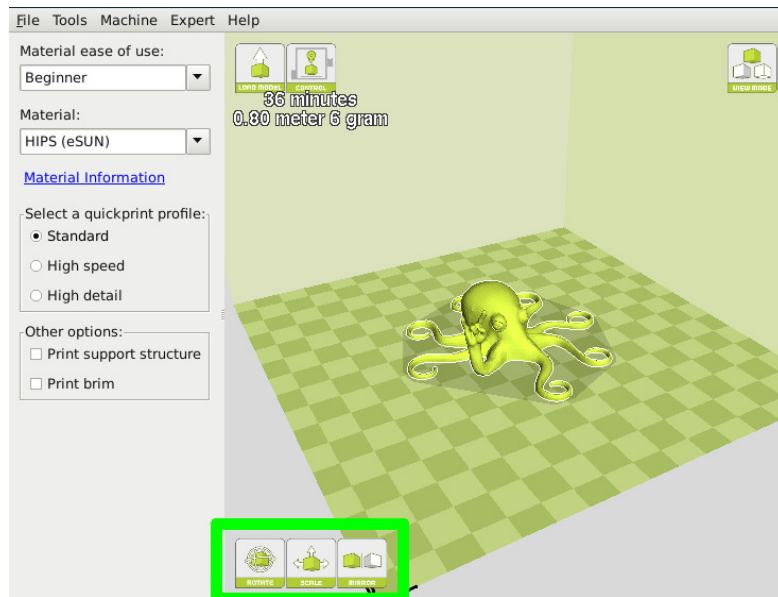 File Tools Machine Expert Help
Material ease of use:
Beginner
Material:
HIPS (eSUN)
Material Information
Select a quickprint profile:
Standard
High speed
High detail
Other options:
Print support structure
Print brim
LOAD MODEL CONTROL
36 minutes
0.80 meter 6 gram
VIEW MODE
ROTATE SCALE MIRROR